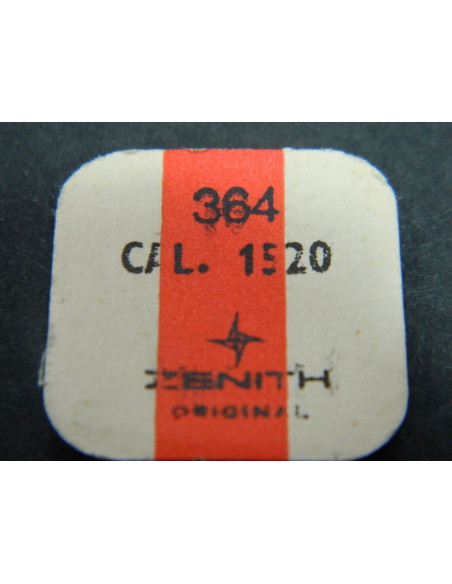 364
CAL. 1520
ZENITH
ORIGINAL